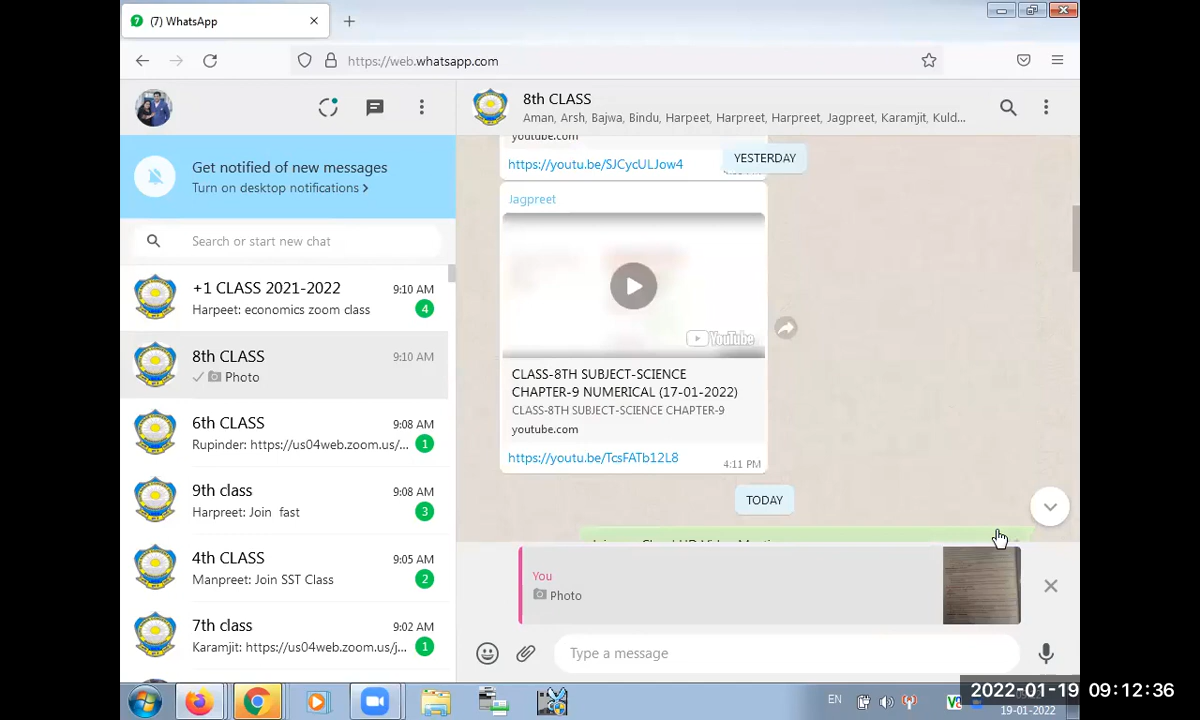 (7) WhatsApp
https://web.whatsapp.com
8th CLASS
Aman, Arsh, Bajwa, Bindu, Harpeet, Harpreet, Harpreet, Jagpreet, Karamjit, Kuld...
Get notified of new messages
Turn on desktop notifications >
Search or start new chat
+1 CLASS 2021-2022
9:10 AM
Harpeet: economics zoom class
4
8th CLASS
9:10 AM
Photo
6th CLASS
9:08 AM
Rupinder: https://us04web.zoom.us/...
1
9th class
9:08 AM
Harpreet: Join fast
3
4th CLASS
9:05 AM
Manpreet: Join SST Class
2
7th class
9:02 AM
Karamjit: https://us04web.zoom.us/j...
1
youtube.com
https://youtu.be/SJCycULJow4
YESTERDAY
Jagpreet
YouTube
CLASS-8TH SUBJECT-SCIENCE
CHAPTER-9 NUMERICAL (17-01-2022)
CLASS-8TH SUBJECT-SCIENCE CHAPTER-9
youtube.com
https://youtu.be/TcsFATb12L8
4:11 PM
TODAY
You
Photo
Type a message
EN
2022-01-19 09:12:36
19-01-2022